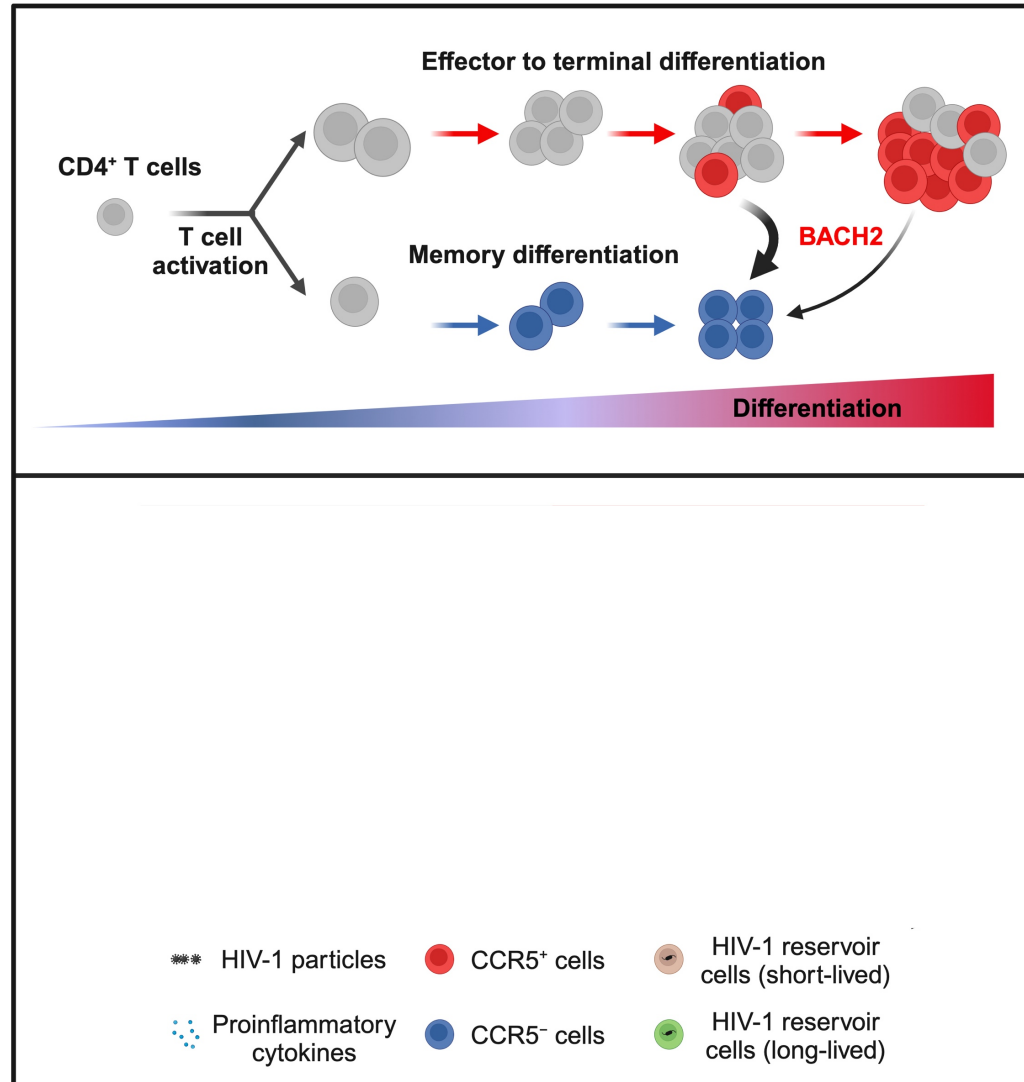 Effector to terminal differentiation
CD4⁺ T cells
T cell
activation
BACH2
Memory differentiation
Differentiation
HIV-1 particles
CCR5⁺ cells
HIV-1 reservoir
cells (short-lived)
Proinflammatory
cytokines
CCR5⁻ cells
HIV-1 reservoir
cells (long-lived)